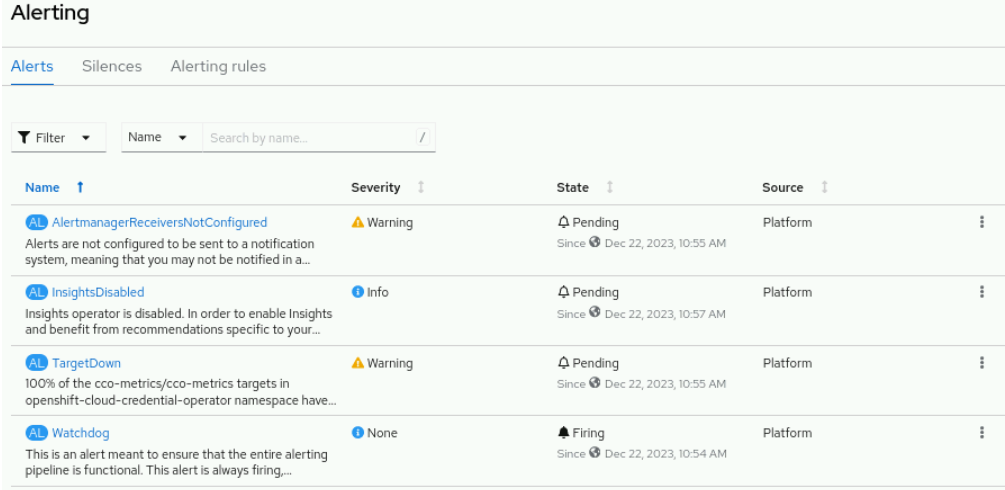 Alerting
Alerts Silences Alerting rules
Filter Name Search by name... /
Name Severity State Source
AL AlertmanagerReceiversNotConfigured Warning Pending Platform
Since Dec 22, 2023, 10:55 AM
Alerts are not configured to be sent to a notification
system, meaning that you may not be notified in a...
AL InsightsDisabled Info Pending Platform
Since Dec 22, 2023, 10:57 AM
Insights operator is disabled. In order to enable Insights
and benefit from recommendations specific to your...
AL TargetDown Warning Pending Platform
Since Dec 22, 2023, 10:55 AM
100% of the cco-metrics/cco-metrics targets in
openshift-cloud-credential-operator namespace have...
AL Watchdog None Firing Platform
Since Dec 22, 2023, 10:54 AM
This is an alert meant to ensure that the entire alerting
pipeline is functional. This alert is always firing,...